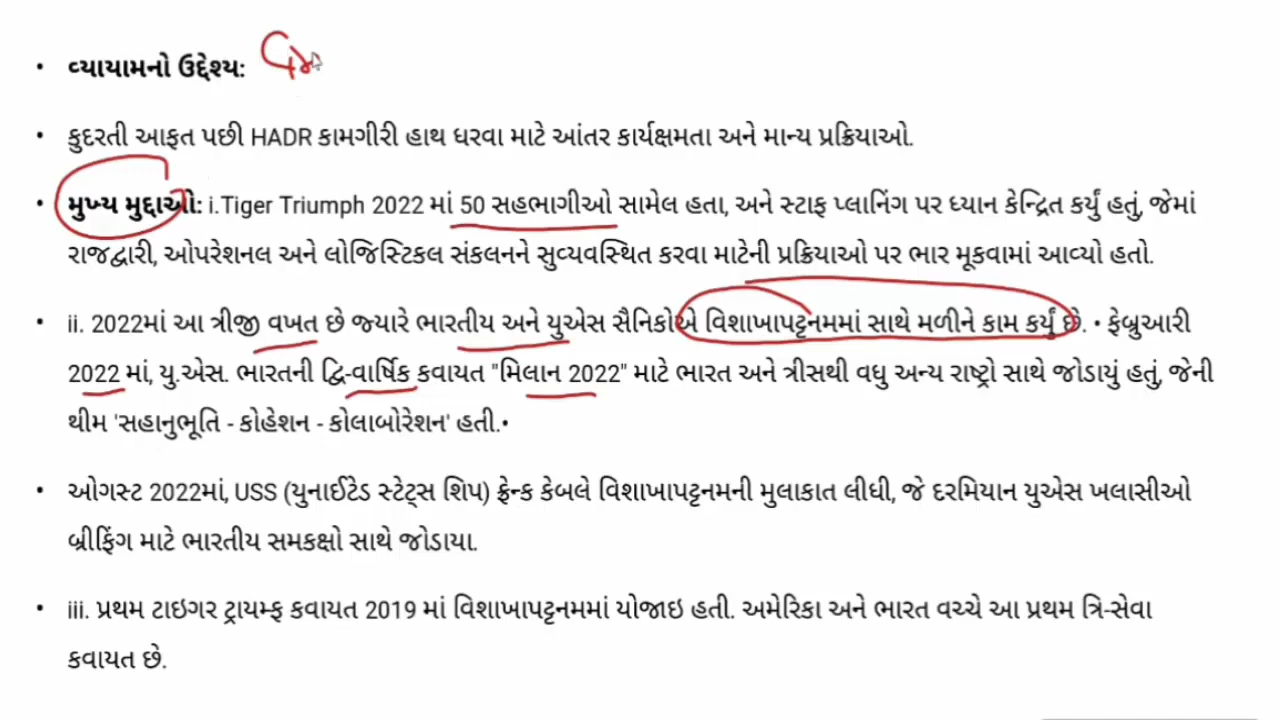 • વ્યાયામનો ઉદ્દેશ્ય:
• કુદરતી આફત પછી HADR કામગીરી હાથ ધરવા માટે આંતર કાર્યક્ષમતા અને માન્ય પ્રક્રિયાઓ.
• મુખ્ય મુદ્દાઓ: i.Tiger Triumph 2022 માં 50 સહભાગીઓ સામેલ હતા, અને સ્ટાફ પ્લાનિંગ પર ધ્યાન કેન્દ્રિત કર્યું હતું, જેમાં
રાજદ્વારી, ઓપરેશનલ અને લોજિસ્ટિકલ સંકલનને સુવ્યવસ્થિત કરવા માટેની પ્રક્રિયાઓ પર ભાર મૂકવામાં આવ્યો હતો.
• ii. 2022માં આ ત્રીજી વખત છે જ્યારે ભારતીય અને યુએસ સૈનિકોએ વિશાખાપટ્ટનમમાં સાથે મળીને કામ કર્યું છે. • ફેબ્રુઆરી
2022 માં, યુ.એસ. ભારતની દ્વિ-વાર્ષિક કવાયત "મિલાન 2022" માટે ભારત અને ત્રીસથી વધુ અન્ય રાષ્ટ્રો સાથે જોડાયું હતું, જેની
થીમ 'સહાનુભૂતિ - કોહેશન - કોલાબોરેશન' હતી.•
• ઓગસ્ટ 2022માં, USS (યુનાઈટેડ સ્ટેટ્સ શિપ) ફ્રેન્ક કેબલે વિશાખાપટ્ટનમની મુલાકાત લીધી, જે દરમિયાન યુએસ ખલાસીઓ
બ્રીફિંગ માટે ભારતીય સમકક્ષો સાથે જોડાયા.
• iii. પ્રથમ ટાઇગર ટ્રાયમ્ફ કવાયત 2019 માં વિશાખાપટ્ટનમમાં યોજાઇ હતી. અમેરિકા અને ભારત વચ્ચે આ પ્રથમ ત્રિ-સેવા
કવાયત છે.